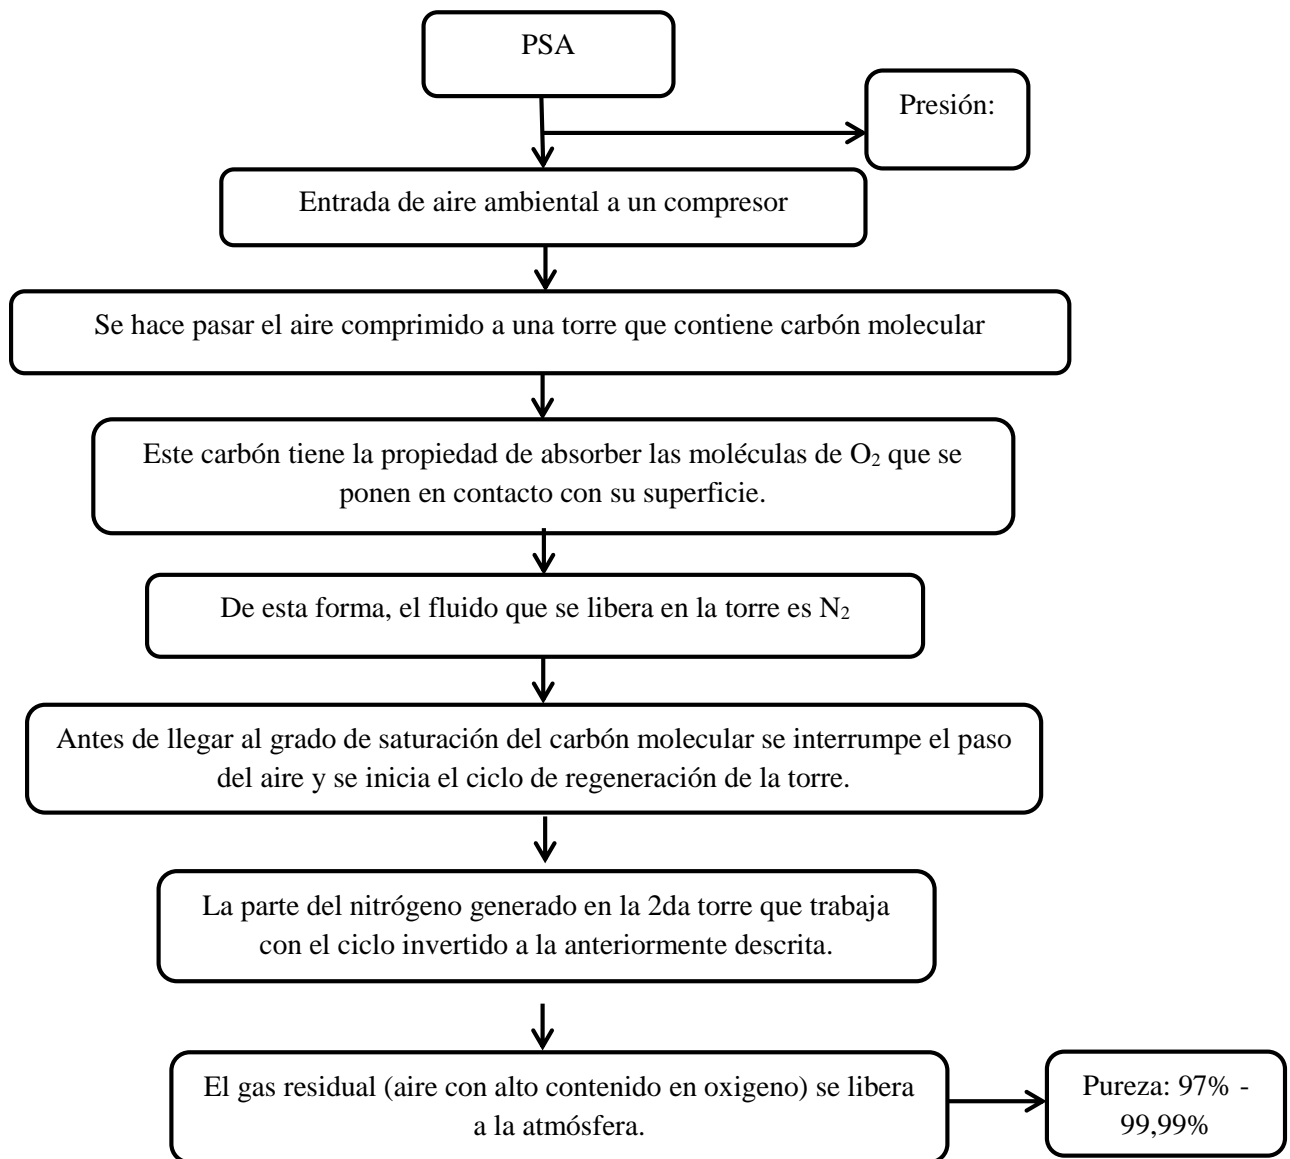 PSA
Presión:
Entrada de aire ambiental a un compresor
Se hace pasar el aire comprimido a una torre que contiene carbón molecular
Este carbón tiene la propiedad de absorber las moléculas de O₂ que se
ponen en contacto con su superficie.
De esta forma, el fluido que se libera en la torre es N₂
Antes de llegar al grado de saturación del carbón molecular se interrumpe el paso
del aire y se inicia el ciclo de regeneración de la torre.
La parte del nitrógeno generado en la 2da torre que trabaja
con el ciclo invertido a la anteriormente descrita.
El gas residual (aire con alto contenido en oxigeno) se libera
a la atmósfera.
Pureza: 97% -
99,99%